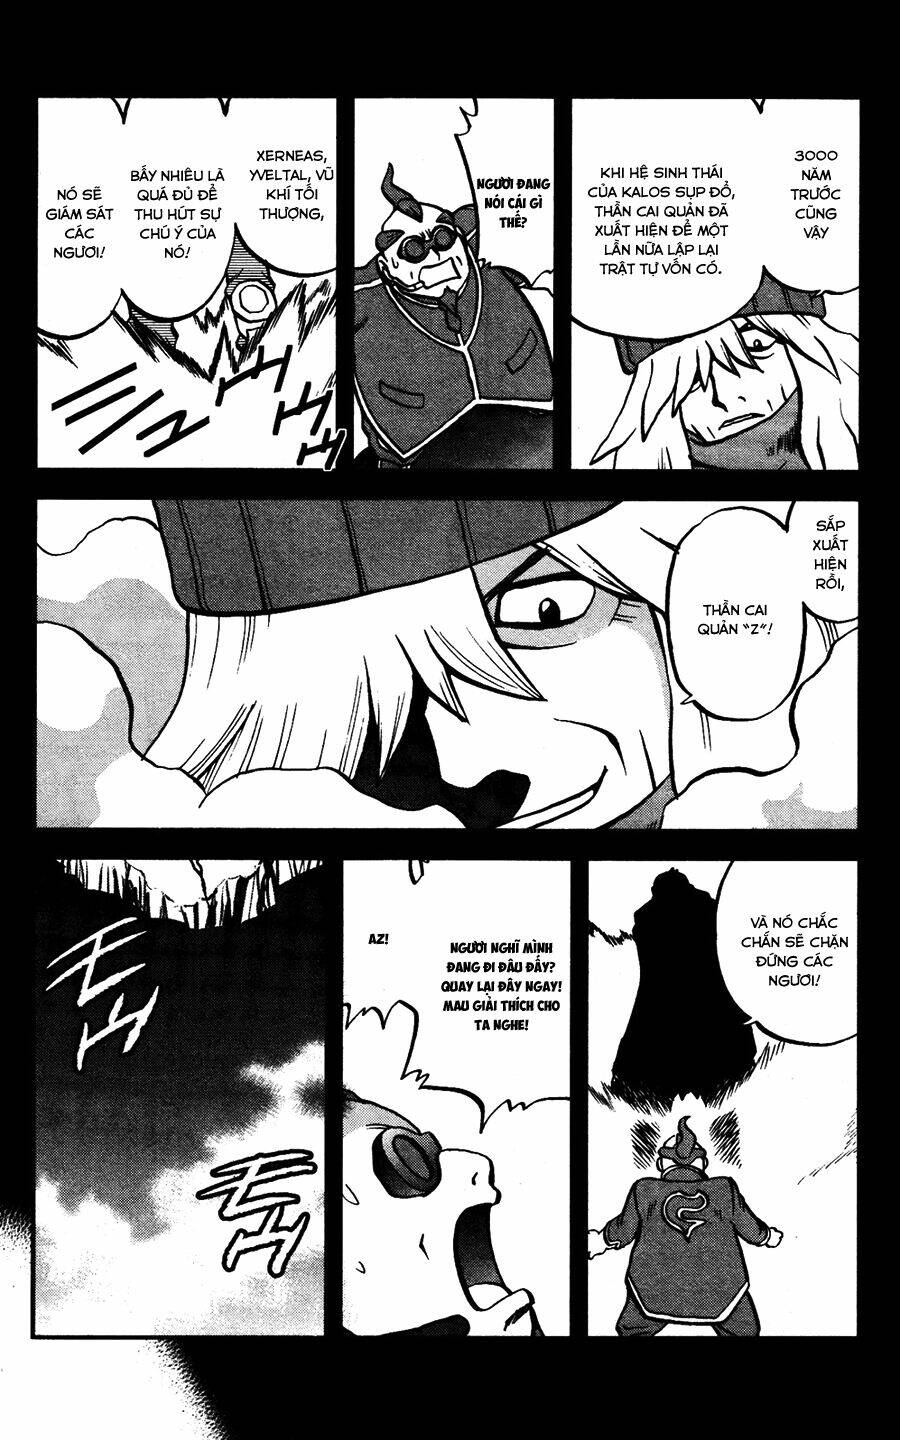 3000
NĂM
TRƯỚC
CŨNG
VẬY
KHI HỆ SINH THÁI
CỦA KALOS SỤP ĐỔ,
THẦN CAI QUẢN ĐÃ
XUẤT HIỆN ĐỂ MỘT
LẦN NỮA LẬP LẠI
TRẬT TỰ VỐN CÓ.
NGƯƠI ĐANG
NÓI CÁI GÌ
THẾ?
XERNEAS,
YVELTAL, VŨ
KHÍ TỐI
THƯỢNG,
BẤY NHIÊU LÀ
QUÁ ĐỦ ĐỂ
THU HÚT SỰ
CHÚ Ý CỦA
NÓ!
NÓ SẼ
GIÁM SÁT
CÁC
NGƯƠI!
SẮP
XUẤT
HIỆN
RỒI,
THẦN CAI
QUẢN "Z"!
VÀ NÓ CHẮC
CHẮN SẼ CHẶN
ĐỨNG CÁC
NGƯƠI!
NGƯƠI NGHĨ MÌNH
ĐANG ĐI ĐÂU ĐẤY?
QUAY LẠI ĐÂY NGAY!
MAU GIẢI THÍCH CHO
TA NGHE!
AZ!